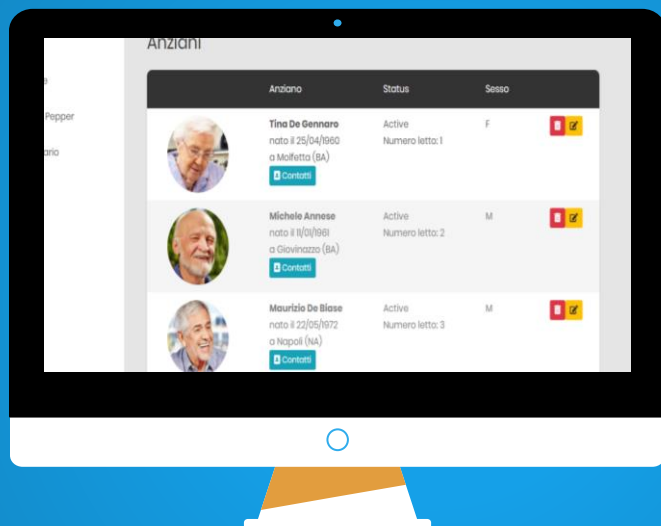 Anziani
e
Pepper
ario
Anziano Status Sesso
Tina De Gennaro Active F
nato il 25/04/1960 Numero letto: 1
a Molfetta (BA)
Contatti
Michele Annese Active M
nato il 11/01/1961 Numero letto: 2
a Giovinazzo (BA)
Contatti
Maurizio De Biase Active M
nato il 22/05/1972 Numero letto: 3
a Napoli (NA)
Contatti